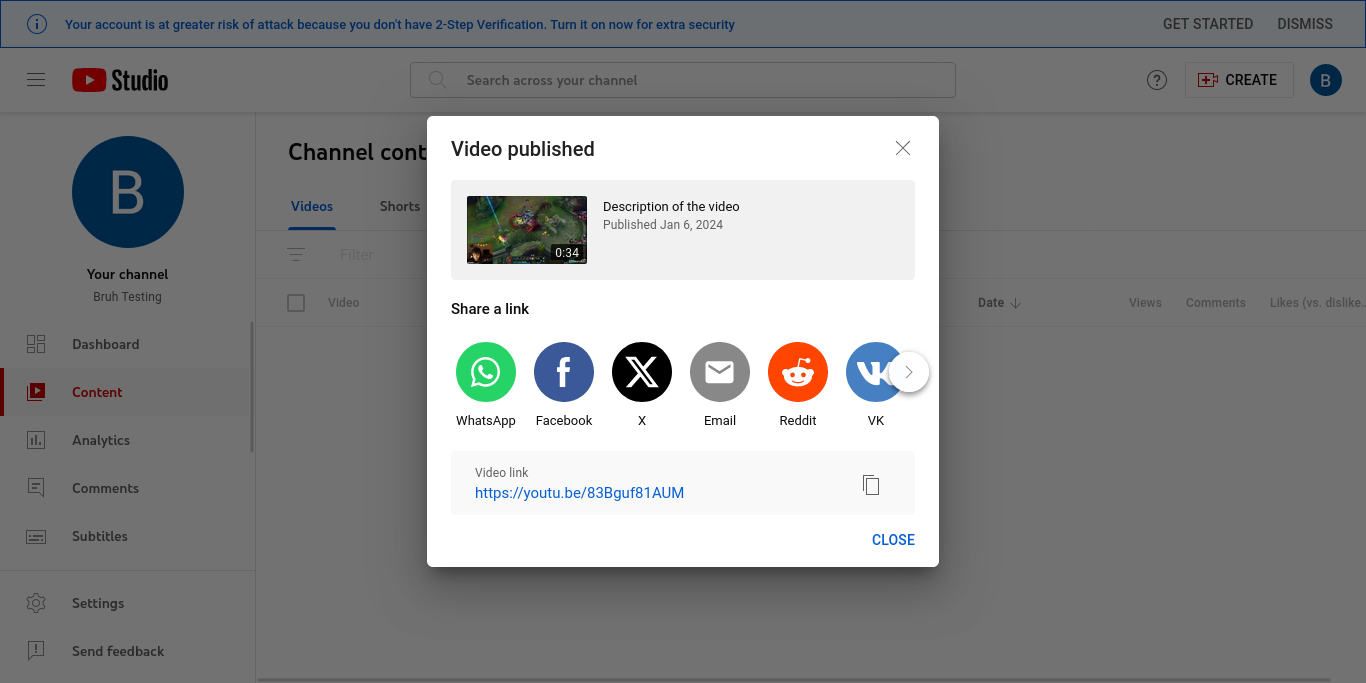 Your account is at greater risk of attack because you don't have 2-Step Verification. Turn it on now for extra security
GET STARTED
DISMISS
Studio
Search across your channel
?
CREATE
B
B
Your channel
Bruh Testing
Dashboard
Content
Analytics
Comments
Subtitles
Settings
Send feedback
Channel cont
Videos
Shorts
Filter
Video
Date
Views
Comments
Likes (vs. dislike...
Video published
0:34
Description of the video
Published Jan 6, 2024
Share a link
WhatsApp
Facebook
X
Email
Reddit
VK
Video link
https://youtu.be/83Bguf81AUM
CLOSE